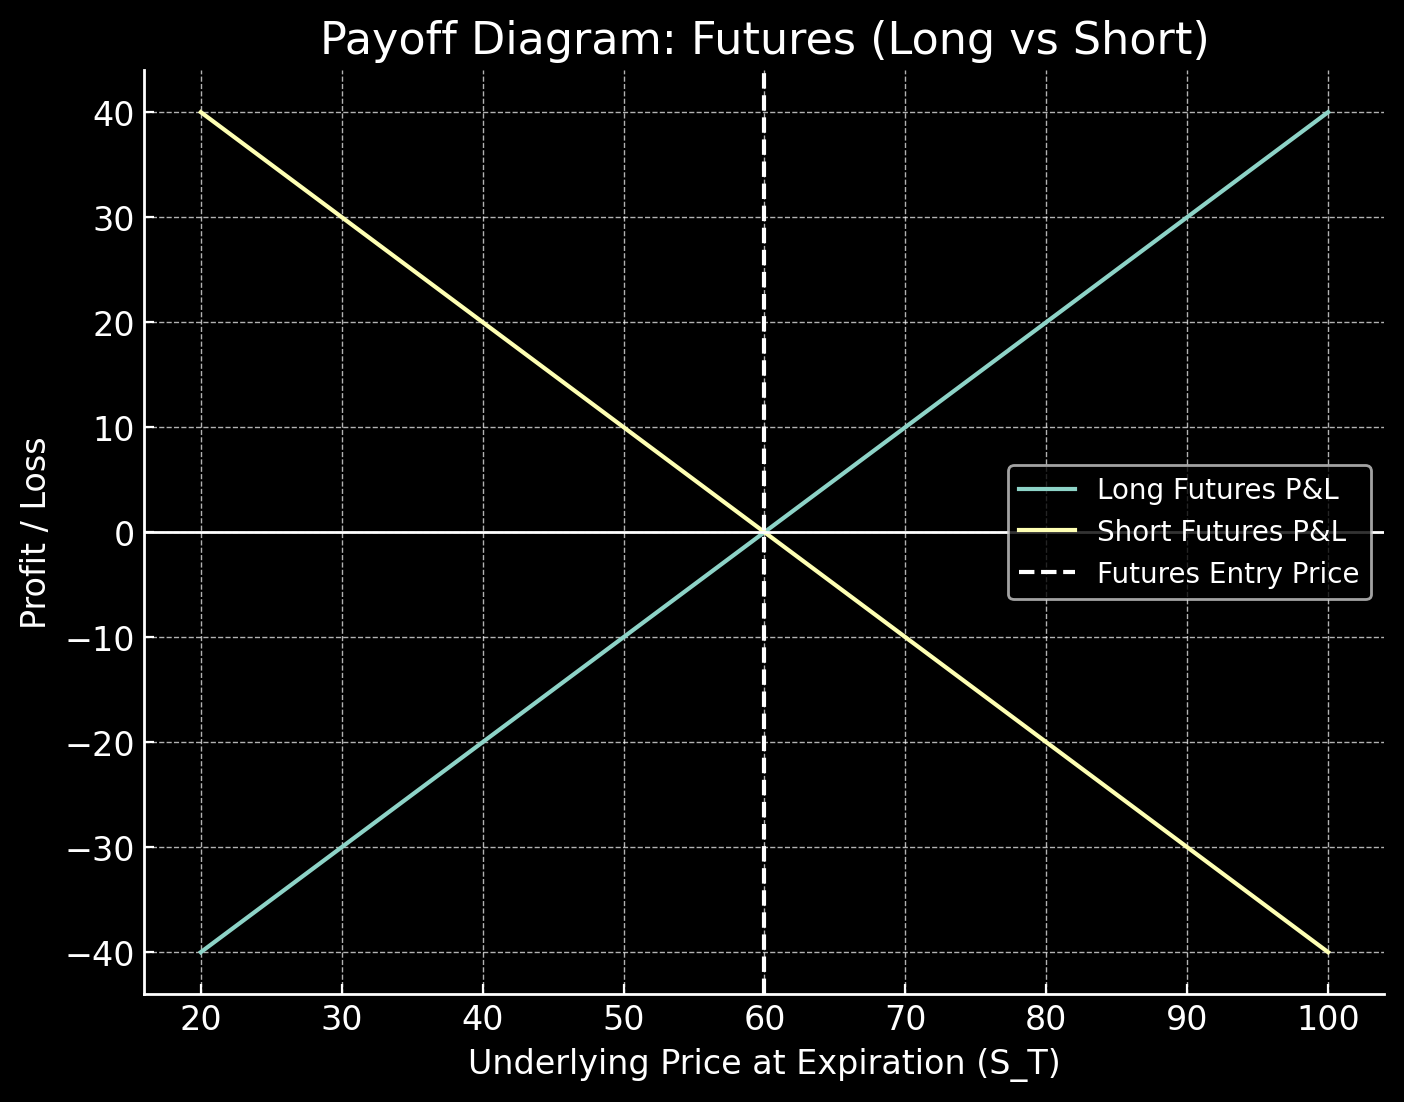 Payoff Diagram: Futures (Long vs Short)
40
30
20
10
0
−10
−20
−30
−40
Profit / Loss
Long Futures P&L
Short Futures P&L
Futures Entry Price
20 30 40 50 60 70 80 90 100
Underlying Price at Expiration (S_T)